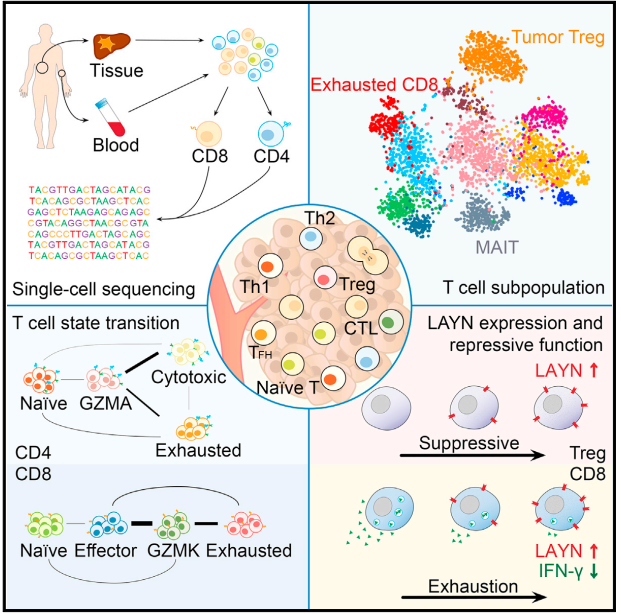 Tissue
Blood
CD8
CD4
TACGTTGACTAGCATACG
TCACAGCGCTAAGCTCAC
GAGCTCTAAGAGCAGAGC
CGTACAGGCTAACGCGTA
CAGCCCTTGACTAGCAGC
TACGTTGACTAGCATACG
TCACAGCGCTAAGCTCAC
Single-cell sequencing
Tumor Treg
Exhausted CD8
MAIT
T cell subpopulation
Th2
Th1
Treg
CTL
TFH
Naïve T
T cell state transition
Cytotoxic
Naïve
GZMA
Exhausted
CD4
CD8
Naïve Effector GZMK Exhausted
LAYN expression and
repressive function
LAYN ↑
Suppressive
Treg
CD8
LAYN ↑
IFN-γ ↓
Exhaustion